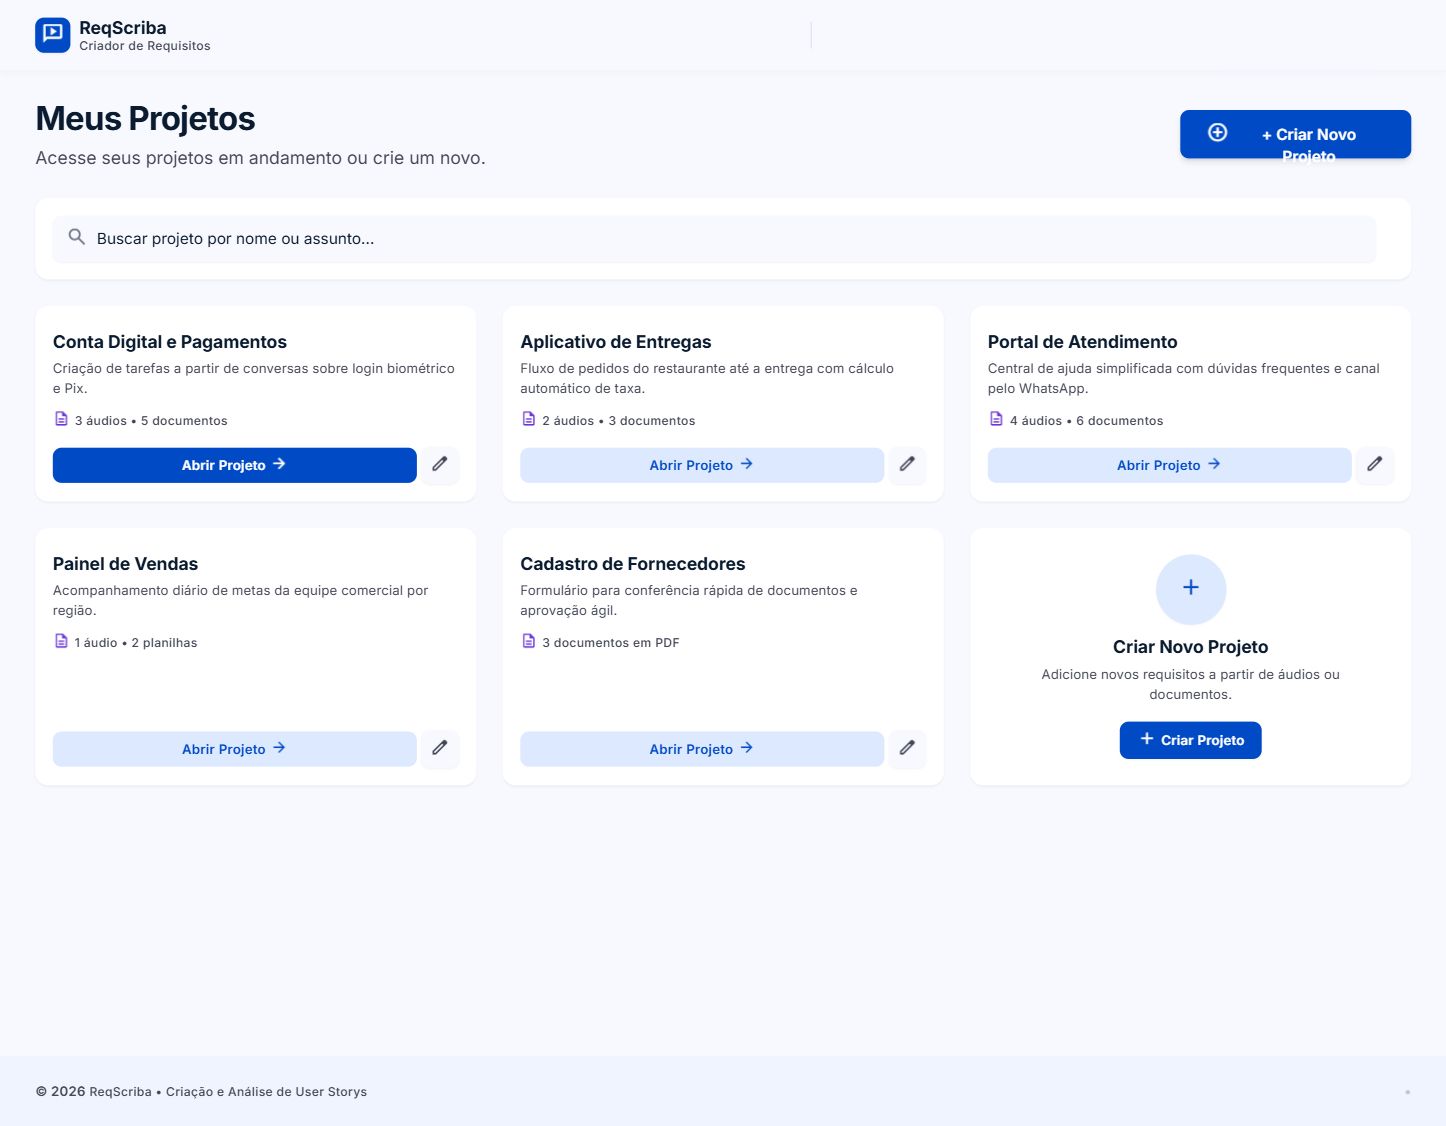 ReqScriba
Criador de Requisitos
Meus Projetos
Acesse seus projetos em andamento ou crie um novo.
+ Criar Novo
Projeto
Buscar projeto por nome ou assunto...
Conta Digital e Pagamentos
Criação de tarefas a partir de conversas sobre login biométrico
e Pix.
3 áudios • 5 documentos
Abrir Projeto →
Aplicativo de Entregas
Fluxo de pedidos do restaurante até a entrega com cálculo
automático de taxa.
2 áudios • 3 documentos
Abrir Projeto →
Portal de Atendimento
Central de ajuda simplificada com dúvidas frequentes e canal
pelo WhatsApp.
4 áudios • 6 documentos
Abrir Projeto →
Painel de Vendas
Acompanhamento diário de metas da equipe comercial por
região.
1 áudio • 2 planilhas
Abrir Projeto →
Cadastro de Fornecedores
Formulário para conferência rápida de documentos e
aprovação ágil.
3 documentos em PDF
Abrir Projeto →
+
Criar Novo Projeto
Adicione novos requisitos a partir de áudios ou
documentos.
+ Criar Projeto
© 2026 ReqScriba • Criação e Análise de User Storys
•